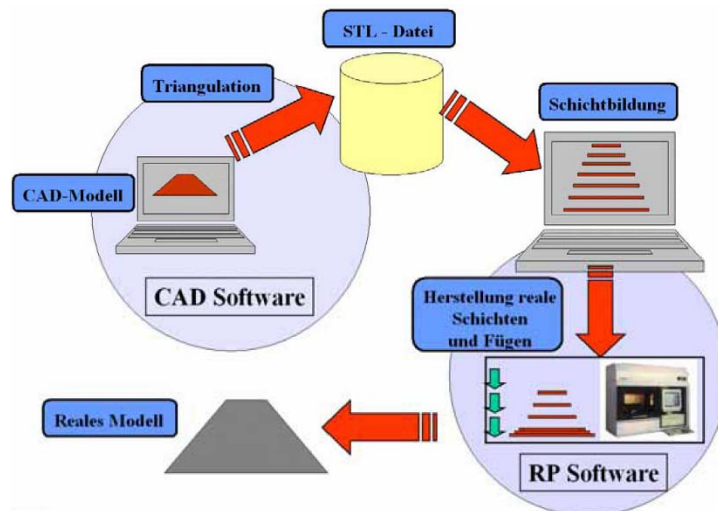 STL - Datei
Triangulation
Schichtbildung
CAD-Modell
CAD Software
Herstellung reale
Schichten
und Fügen
Reales Modell
RP Software